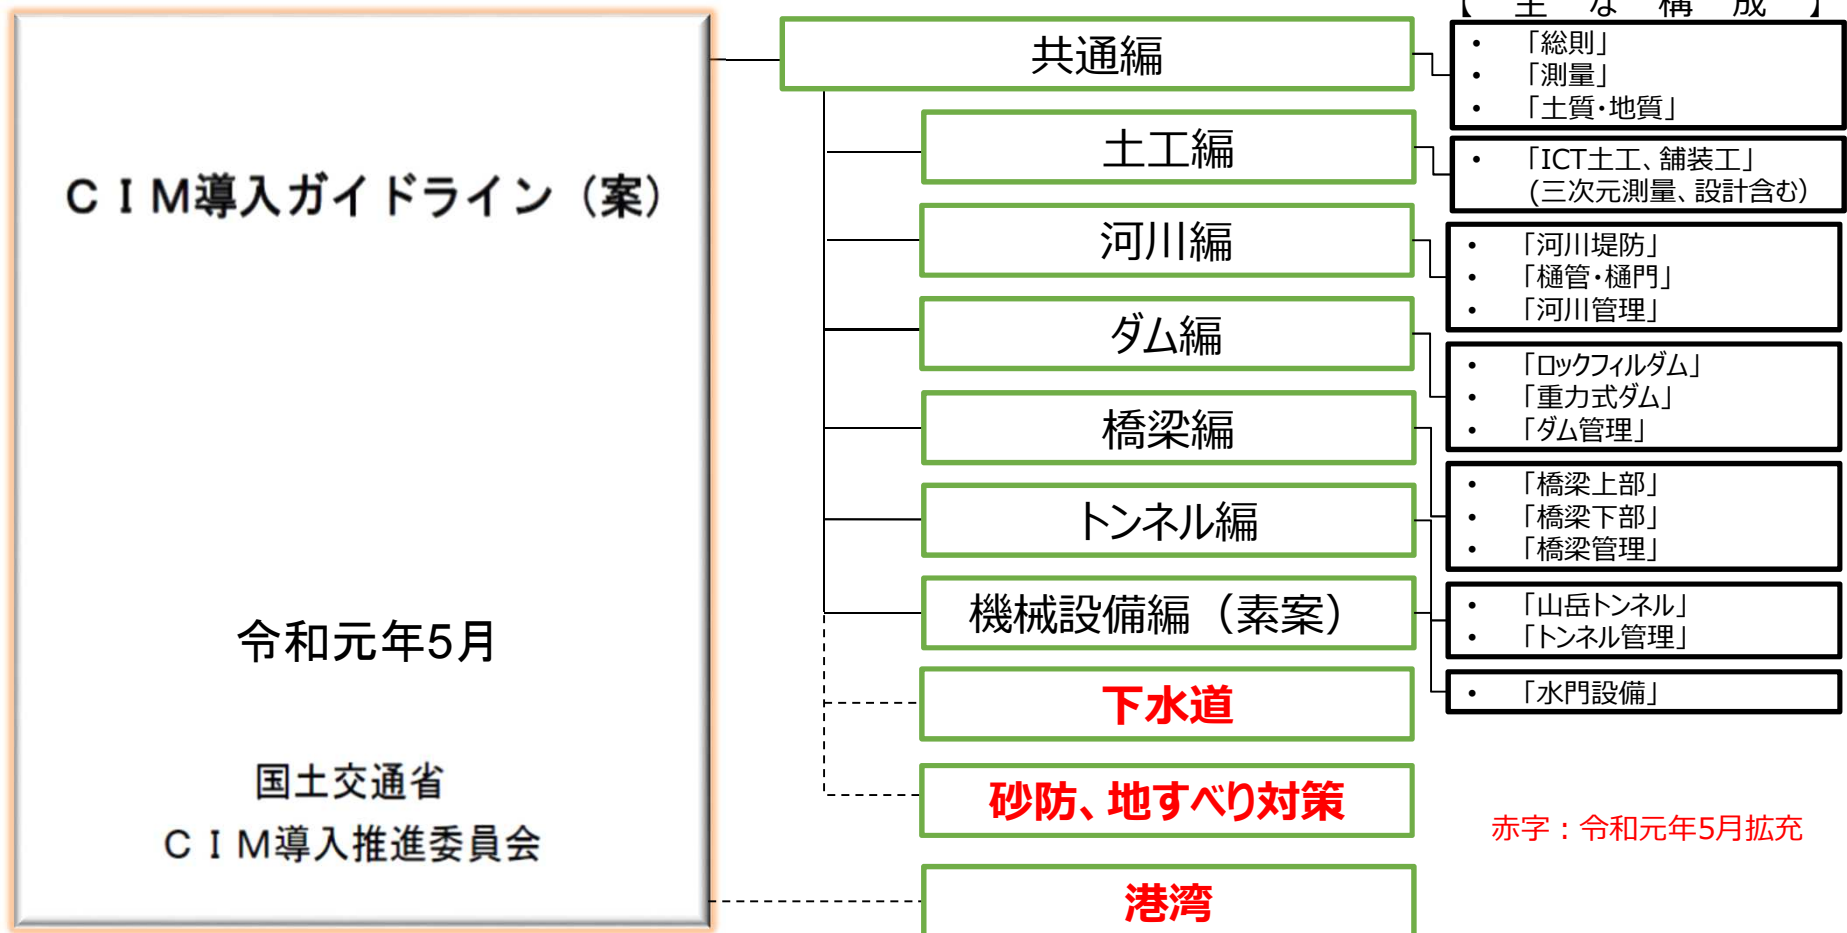 CIM導入ガイドライン（案）
令和元年5月
国土交通省
CIM導入推進委員会
共通編
土工編
河川編
ダム編
橋梁編
トンネル編
機械設備編（素案）
下水道
砂防、地すべり対策
港湾
【主な構成】
・「総則」
・「測量」
・「土質・地質」
・「ICT土工、舗装工」
(三次元測量、設計含む)
・「河川堤防」
・「樋管・樋門」
・「河川管理」
・「ロックフィルダム」
・「重力式ダム」
・「ダム管理」
・「橋梁上部」
・「橋梁下部」
・「橋梁管理」
・「山岳トンネル」
・「トンネル管理」
・「水門設備」
赤字：令和元年5月拡充